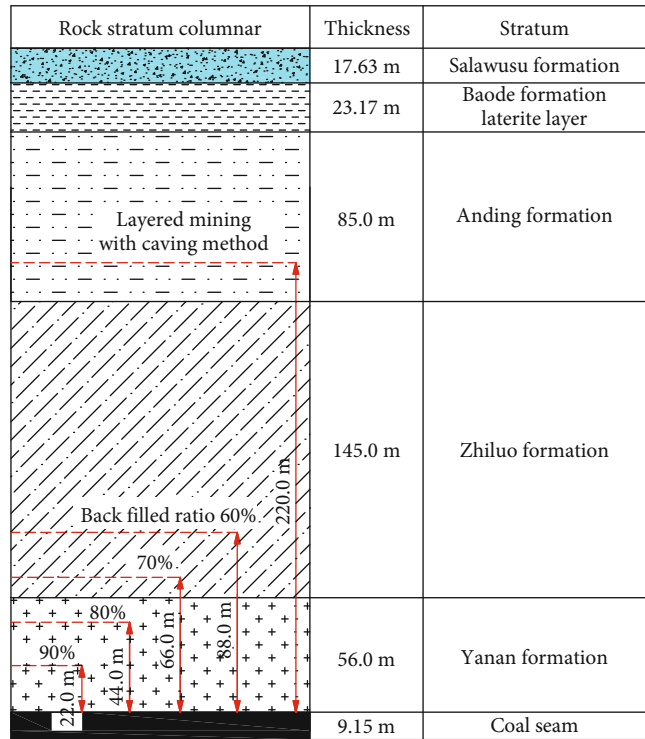 Rock stratum columnar
Thickness
Stratum
17.63 m
Salawusu formation
23.17 m
Baode formation
laterite layer
Layered mining
with caving method
85.0 m
Anding formation
145.0 m
Zhiluo formation
220.0 m
Back filled ratio 60%
70%
80%
90%
22.0 m
44.0 m
66.0 m
88.0 m
56.0 m
Yanan formation
9.15 m
Coal seam